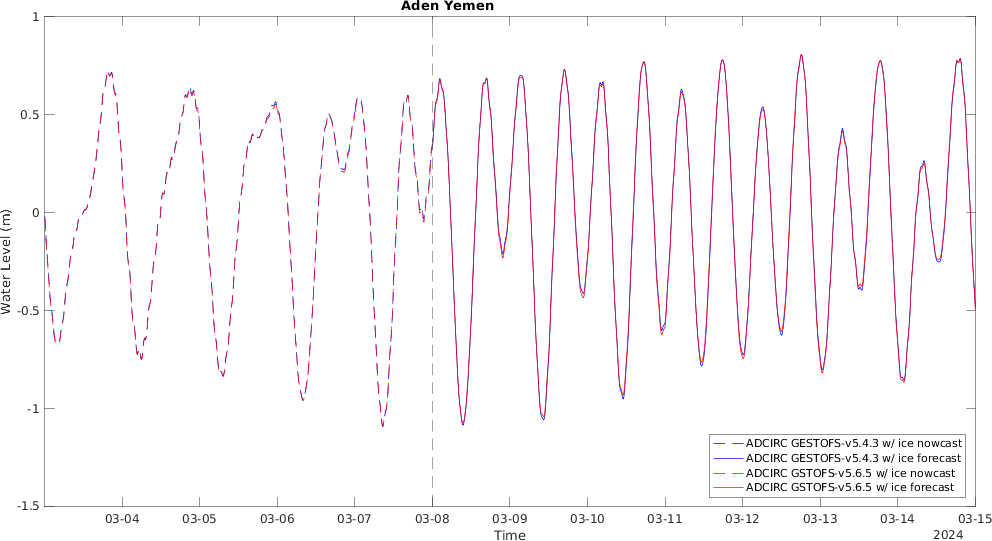 Aden Yemen
Water Level (m)
1
0.5
0
-0.5
-1
-1.5
ADCIRC GESTOFS-v5.4.3 w/ ice nowcast
ADCIRC GESTOFS-v5.4.3 w/ ice forecast
ADCIRC GSTOFS-v5.6.5 w/ ice nowcast
ADCIRC GSTOFS-v5.6.5 w/ ice forecast
03-04 03-05 03-06 03-07 03-08 03-09 03-10 03-11 03-12 03-13 03-14 03-15
Time
2024